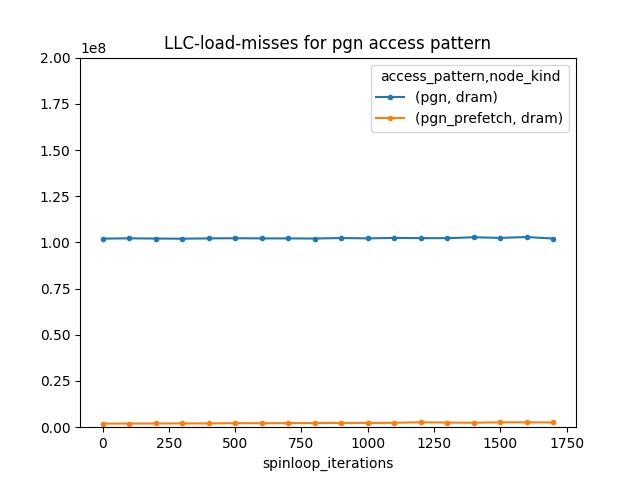 LLC-load-misses for pgn access pattern
1e8
2.00
1.75
1.50
1.25
1.00
0.75
0.50
0.25
0.00
access_pattern,node_kind
(pgn, dram)
(pgn_prefetch, dram)
0 250 500 750 1000 1250 1500 1750
spinloop_iterations